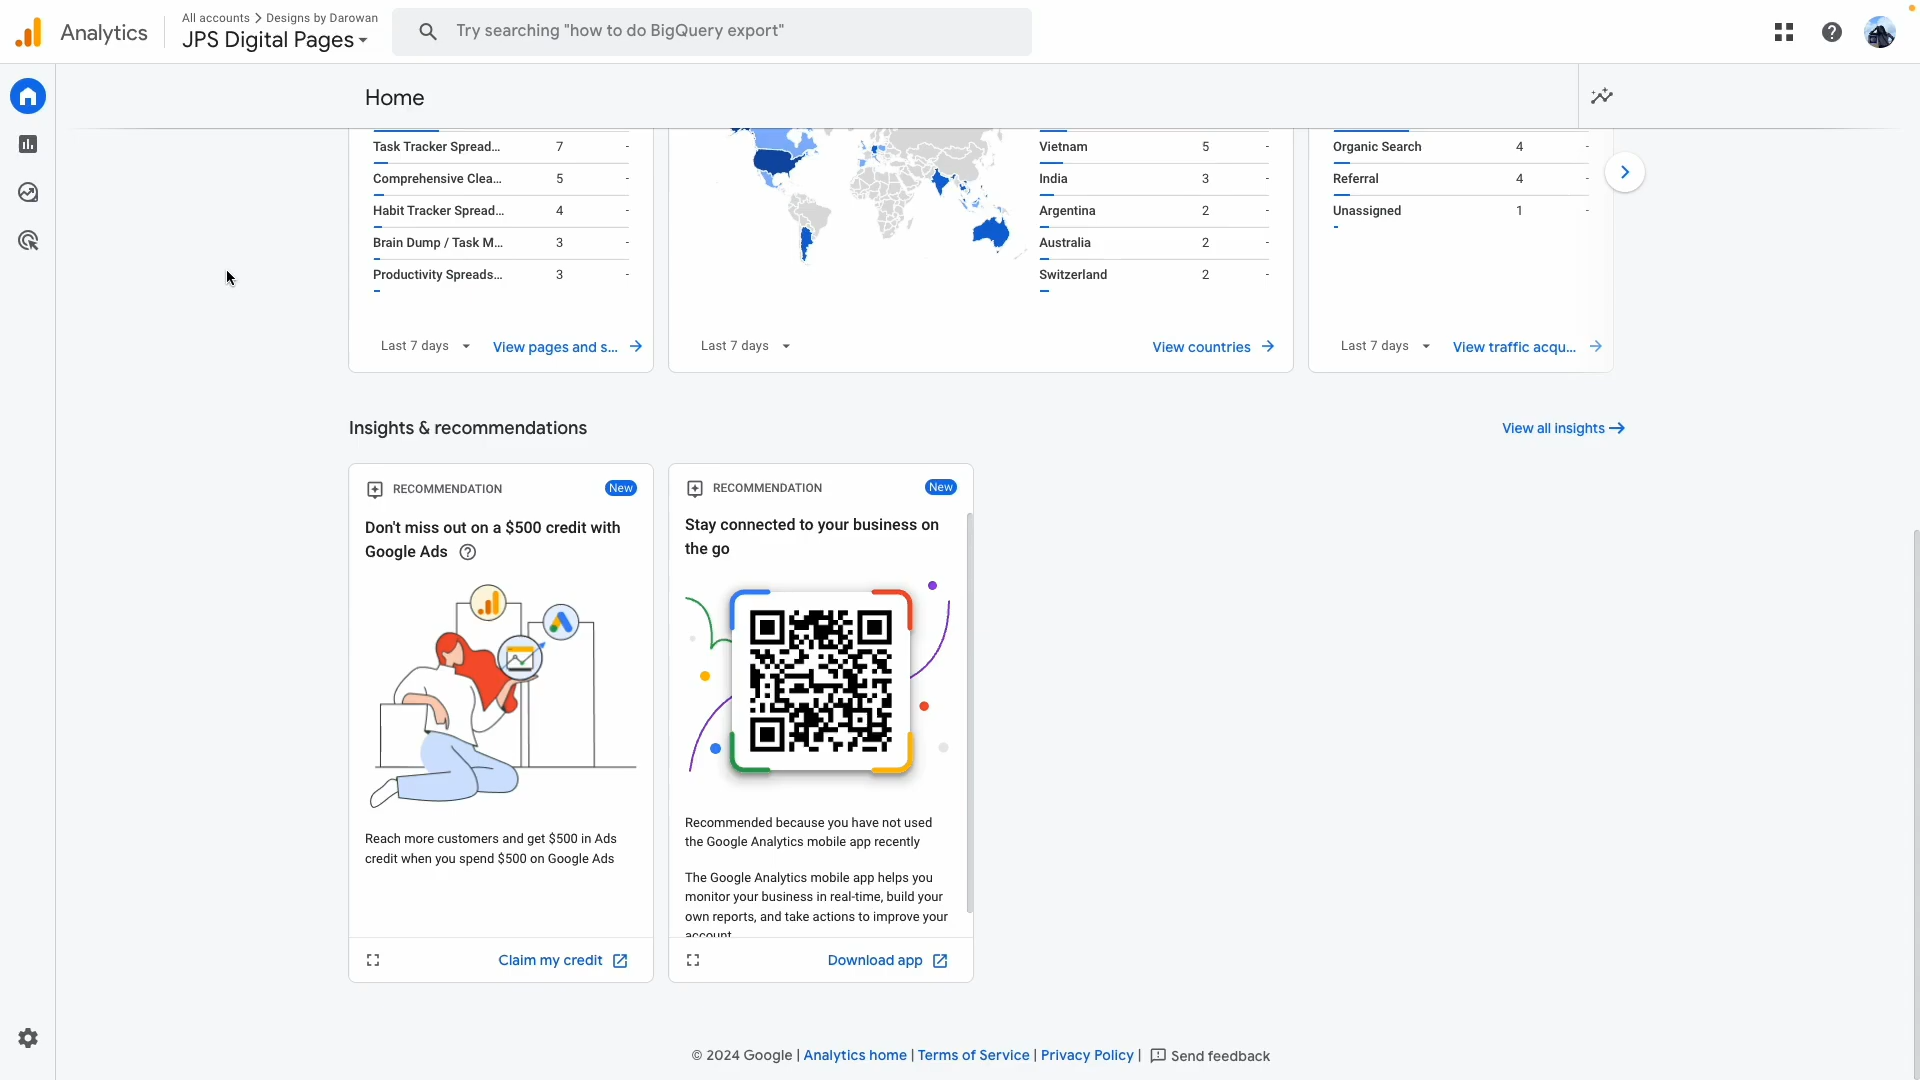 Analytics
All accounts > Designs by Darowan
JPS Digital Pages
Try searching "how to do BigQuery export"
Home
Task Tracker Spread... 7 -
Comprehensive Clea... 5 -
Habit Tracker Spread... 4 -
Brain Dump / Task M... 3 -
Productivity Spreads... 3 -
Last 7 days
View pages and s...
Vietnam 5 -
India 3 -
Argentina 2 -
Australia 2 -
Switzerland 2 -
Last 7 days
View countries
Organic Search 4 -
Referral 4 -
Unassigned 1 -
Last 7 days
View traffic acqu...
Insights & recommendations
View all insights
RECOMMENDATION
New
Don't miss out on a $500 credit with
Google Ads
Reach more customers and get $500 in Ads
credit when you spend $500 on Google Ads
Claim my credit
RECOMMENDATION
New
Stay connected to your business on
the go
Recommended because you have not used
the Google Analytics mobile app recently
The Google Analytics mobile app helps you
monitor your business in real-time, build your
own reports, and take actions to improve your
account
Download app
© 2024 Google | Analytics home | Terms of Service | Privacy Policy | Send feedback